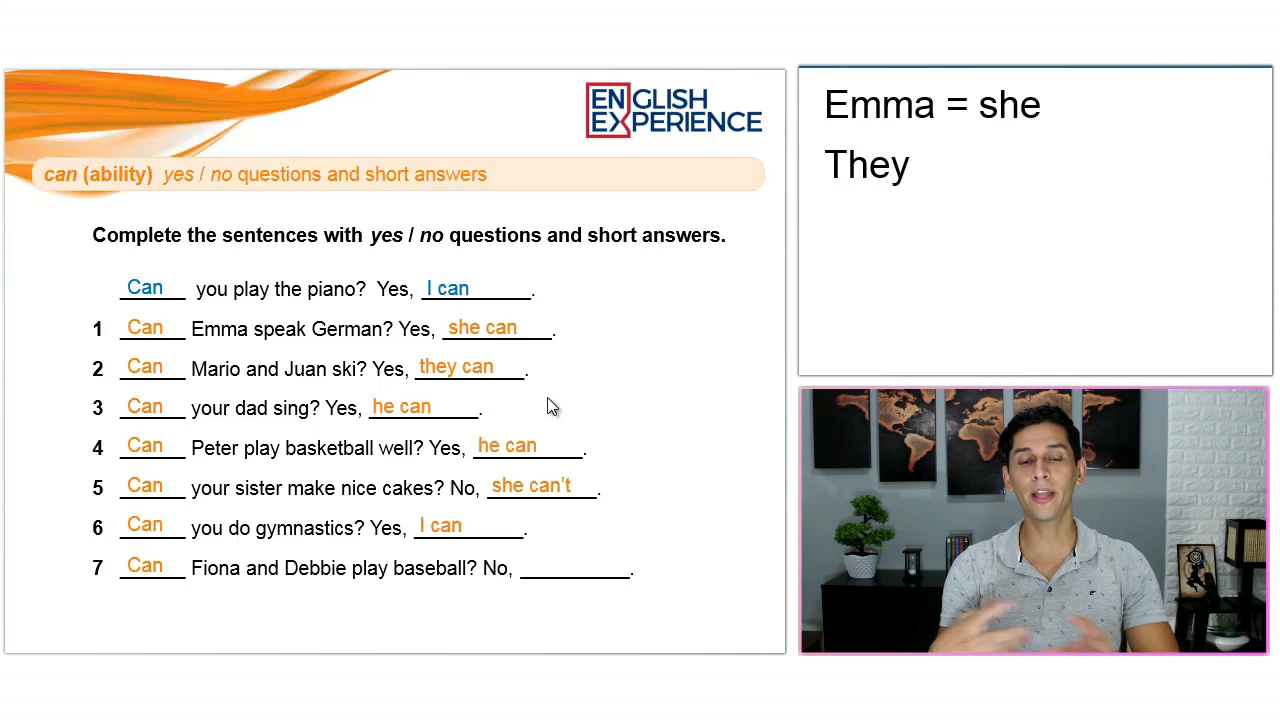 ENGLISH
EXPERIENCE
can (ability) yes / no questions and short answers
Complete the sentences with yes / no questions and short answers.
Can you play the piano? Yes, I can.
1 Can Emma speak German? Yes, she can.
2 Can Mario and Juan ski? Yes, they can.
3 Can your dad sing? Yes, he can.
4 Can Peter play basketball well? Yes, he can.
5 Can your sister make nice cakes? No, she can't.
6 Can you do gymnastics? Yes, I can.
7 Can Fiona and Debbie play baseball? No, __________.
Emma = she
They